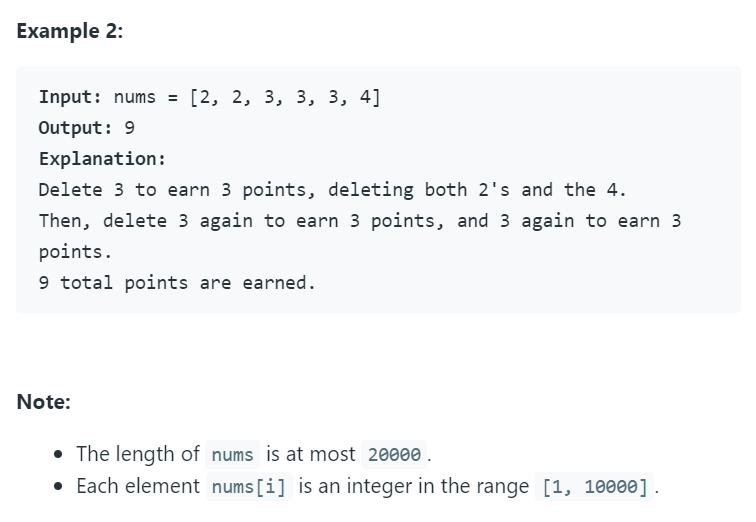 Example 2:
Input: nums = [2, 2, 3, 3, 3, 4]
Output: 9
Explanation:
Delete 3 to earn 3 points, deleting both 2's and the 4.
Then, delete 3 again to earn 3 points, and 3 again to earn 3
points.
9 total points are earned.
Note:
• The length of nums is at most 20000 .
• Each element nums[i] is an integer in the range [1, 10000] .